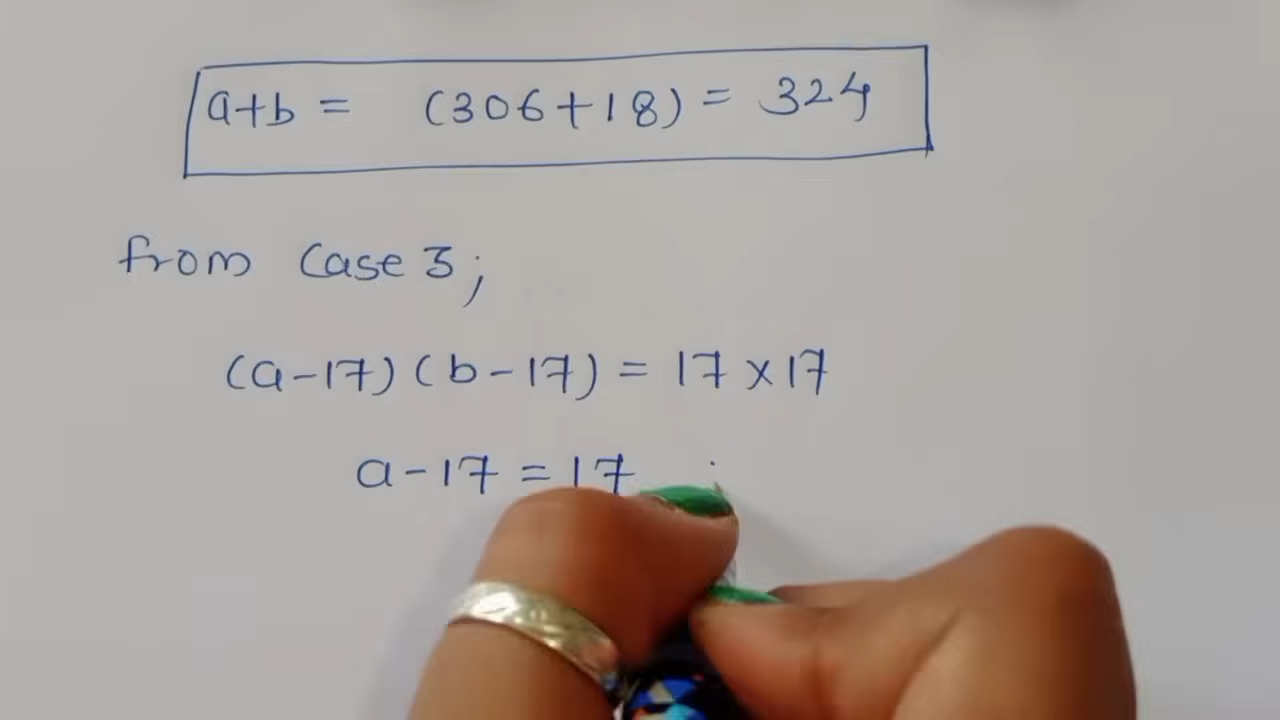 a+b = (306+18) = 324
from Case 3;
(a-17)(b-17) = 17×17
a-17 = 17